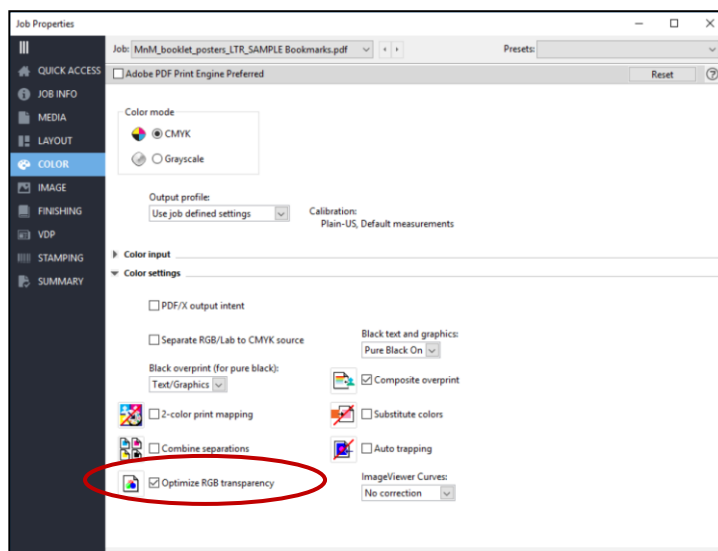 Job Properties
Job: MnM_booklet_posters_LTR_SAMPLE Bookmarks.pdf
Presets:
QUICK ACCESS
Adobe PDF Print Engine Preferred
Reset
JOB INFO
MEDIA
LAYOUT
COLOR
IMAGE
FINISHING
VDP
STAMPING
SUMMARY
Color mode
CMYK
Grayscale
Output profile:
Use job defined settings
Calibration:
Plain-US, Default measurements
Color input
Color settings
PDF/X output intent
Separate RGB/Lab to CMYK source
Black text and graphics:
Pure Black On
Black overprint (for pure black):
Text/Graphics
Composite overprint
2-color print mapping
Substitute colors
Combine separations
Auto trapping
Optimize RGB transparency
ImageViewer Curves:
No correction